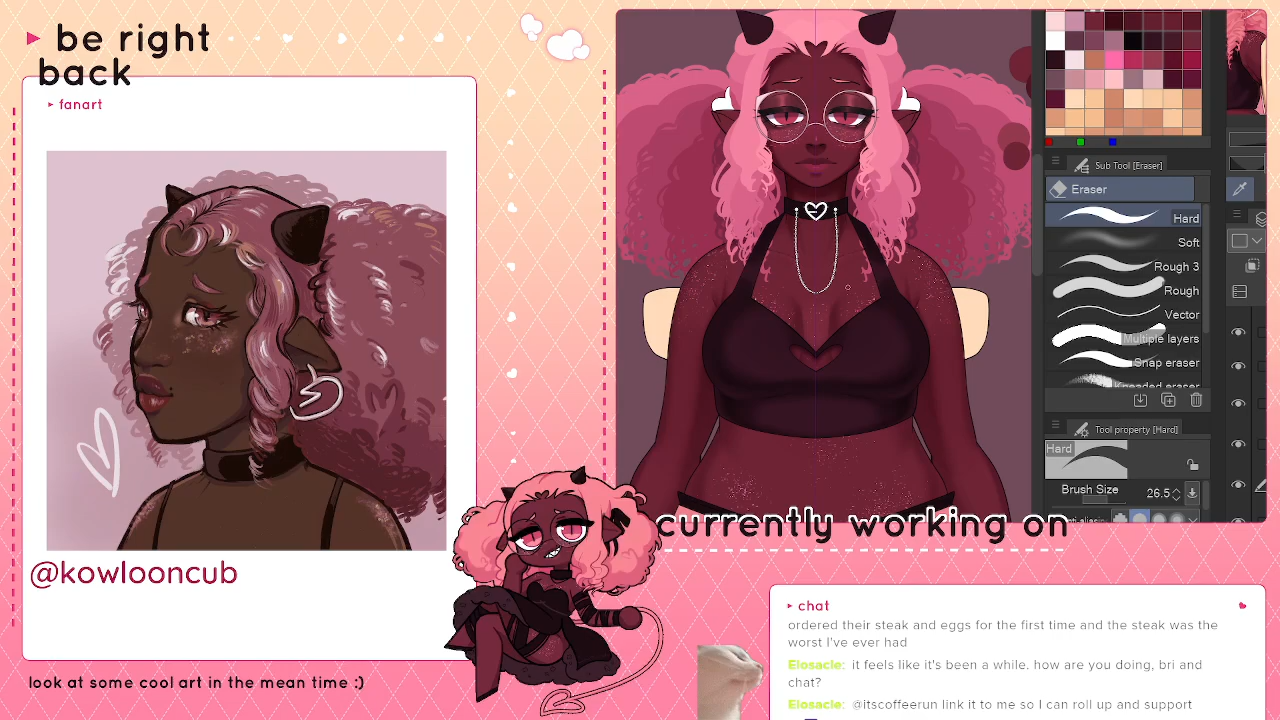 be right
back
fanart
@kowlooncub
look at some cool art in the mean time :)
Sub Tool [Eraser]
Eraser
Hard
Soft
Rough 3
Rough
Vector
Multiple layers
Snap eraser
Kneaded eraser
Tool property [Hard]
Hard
Brush Size
26.5
currently working on
chat
ordered their steak and eggs for the first time and the steak was the
worst I've ever had
Elosacle: it feels like it's been a while. how are you doing, bri and
chat?
Elosacle: @itscoffeerun link it to me so I can roll up and support